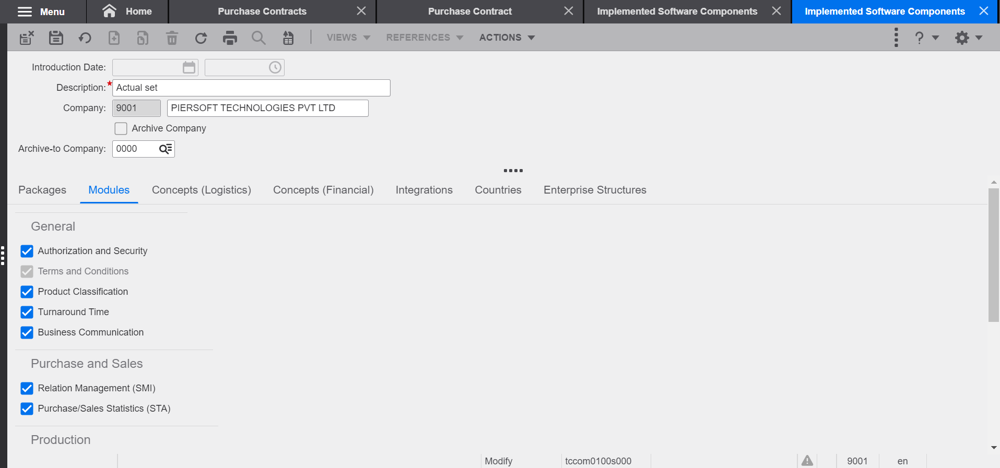 Menu
Home
Purchase Contracts
Purchase Contract
Implemented Software Components
Implemented Software Components
VIEWS
REFERENCES
ACTIONS
?
Introduction Date:
Description:* Actual set
Company: 9001 PIERSOFT TECHNOLOGIES PVT LTD
Archive Company
Archive-to Company: 0000
Packages Modules Concepts (Logistics) Concepts (Financial) Integrations Countries Enterprise Structures
General
Authorization and Security
Terms and Conditions
Product Classification
Turnaround Time
Business Communication
Purchase and Sales
Relation Management (SMI)
Purchase/Sales Statistics (STA)
Production
Modify tccom0100s000 9001 en